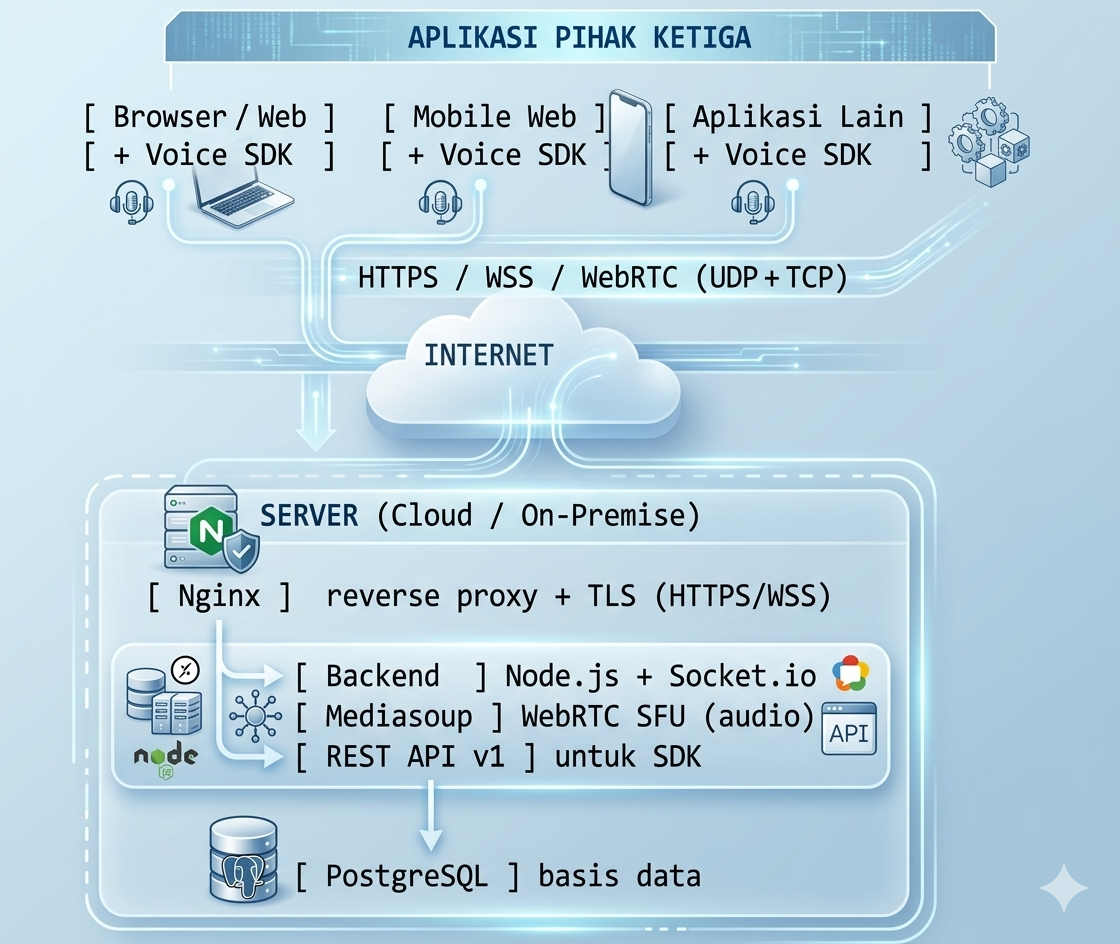 APLIKASI PIHAK KETIGA
[ Browser / Web ] [ Mobile Web ] [ Aplikasi Lain ]
[ + Voice SDK ] [ + Voice SDK ] [ + Voice SDK ]
HTTPS / WSS / WebRTC (UDP + TCP)
INTERNET
SERVER (Cloud / On-Premise)
[ Nginx ] reverse proxy + TLS (HTTPS/WSS)
[ Backend ] Node.js + Socket.io
[ Mediasoup ] WebRTC SFU (audio)
API
node
[ REST API v1 ] untuk SDK
[ PostgreSQL ] basis data